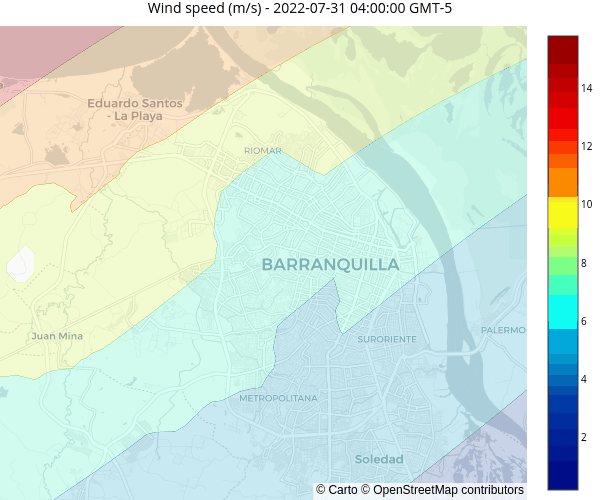 Wind speed (m/s) - 2022-07-31 04:00:00 GMT-5
Eduardo Santos
- La Playa
RIOMAR
BARRANQUILLA
Juan Mina
SURORIENTE
PALERMO
METROPOLITANA
Soledad
14
12
10
8
6
4
2
© Carto © OpenStreetMap contributors